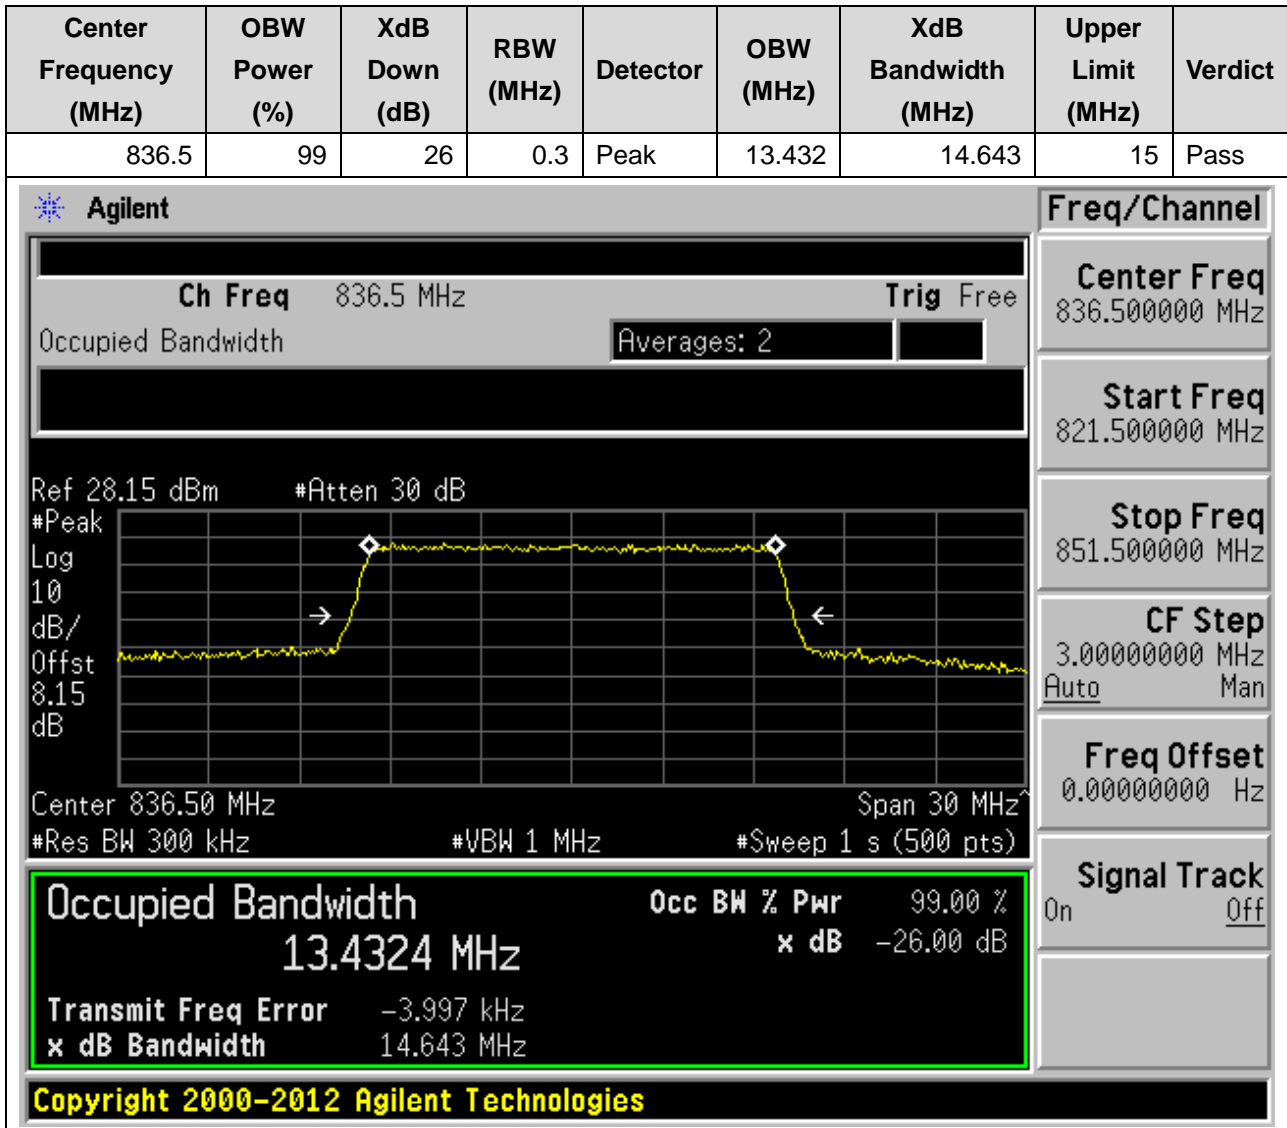 Center Frequency (MHz) OBW Power (%) XdB Down (dB) RBW (MHz) Detector OBW (MHz) XdB Bandwidth (MHz) Upper Limit (MHz) Verdict
836.5 99 26 0.3 Peak 13.432 14.643 15 Pass
Agilent
Freq/Channel
Ch Freq 836.5 MHz Trig Free
Occupied Bandwidth Averages: 2
Ref 28.15 dBm #Atten 30 dB
#Peak
Log
10
dB/
Offst
8.15
dB
Center 836.50 MHz Span 30 MHz^
#Res BW 300 kHz #VBW 1 MHz #Sweep 1 s (500 pts)
Occupied Bandwidth Occ BW % Pwr 99.00 %
13.4324 MHz x dB -26.00 dB
Transmit Freq Error -3.997 kHz
x dB Bandwidth 14.643 MHz
Center Freq
836.500000 MHz
Start Freq
821.500000 MHz
Stop Freq
851.500000 MHz
CF Step
3.00000000 MHz
Auto Man
Freq Offset
0.00000000 Hz
Signal Track
On Off
Copyright 2000-2012 Agilent Technologies